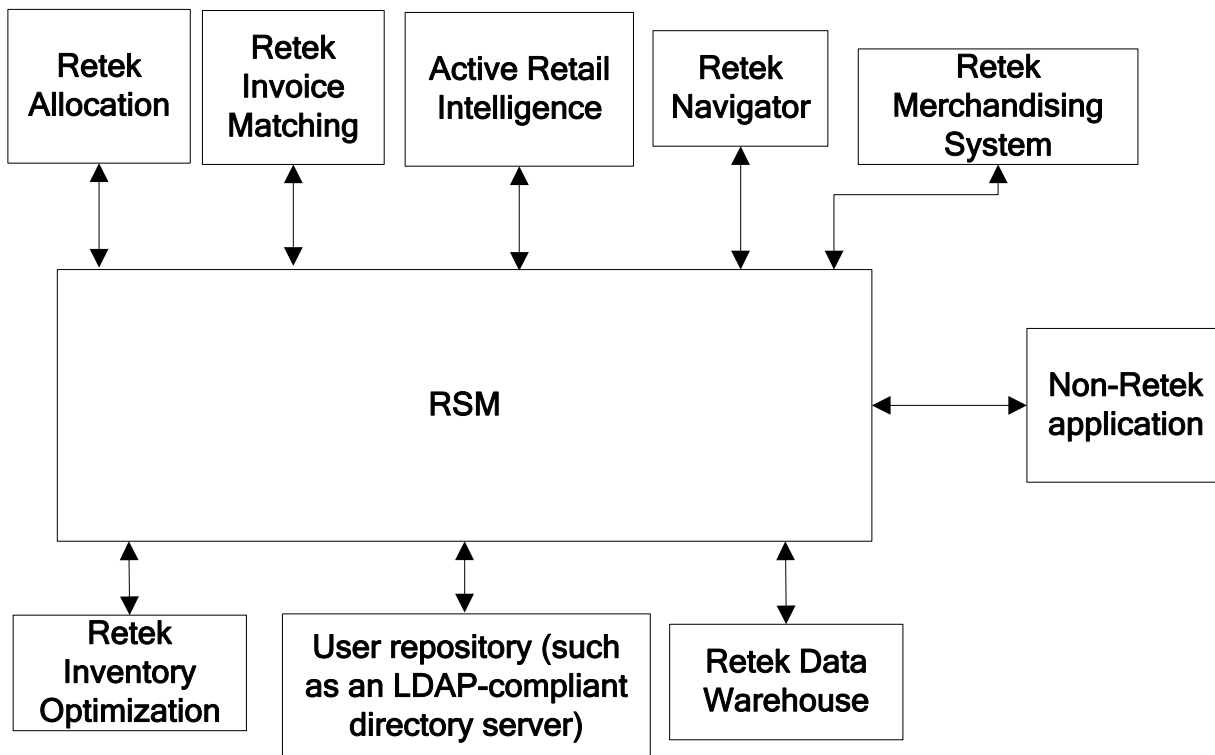 Retek
Allocation
Retek
Invoice
Matching
Active Retail
Intelligence
Retek
Navigator
Retek
Merchandising
System
RSM
Non-Retek
application
Retek
Inventory
Optimization
User repository (such
as an LDAP-compliant
directory server)
Retek Data
Warehouse